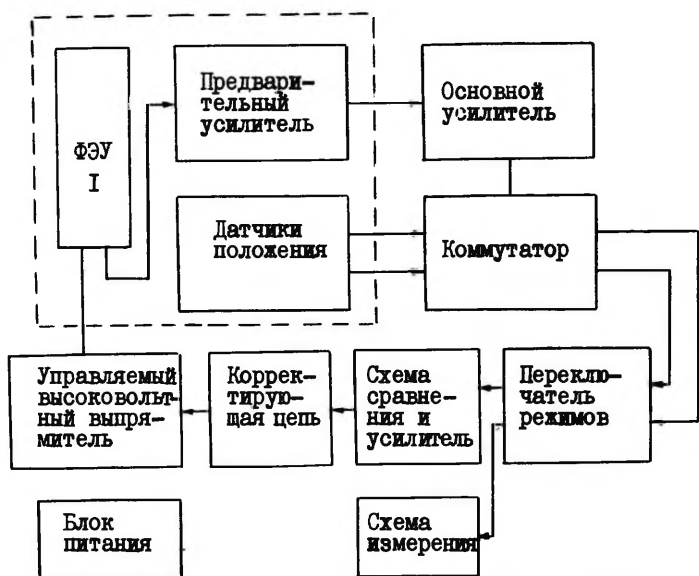 ФЭУ
I
Предвари-
тельный
усилитель
Основной
усилитель
Датчики
положения
Коммутатор
Управляемый
высоковольт-
ный выпря-
митель
Коррек-
тирую-
щая цепь
Схема
сравне-
ния и
усилитель
Переклю-
чатель
режимов
Блок
питания
Схема
измерения